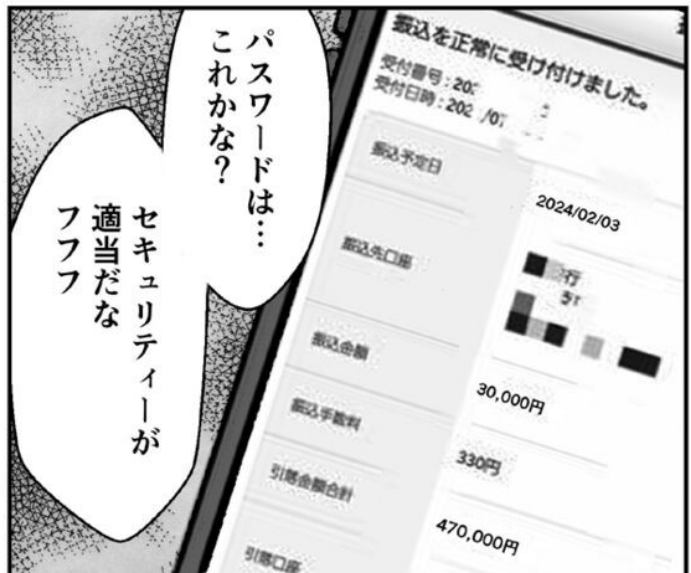 パスワードは…
これかな？
セキュリティーが
適当だな
フフフ
振込を正常に受け付けました。
受付番号：202
受付日時：202 /07
振込予定日
2024/02/03
振込先口座
行
振込金額
30,000円
振込手数料
330円
引落金額合計
470,000円
引落口座